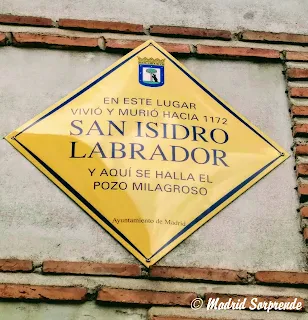 EN ESTE LUGAR
VIVIÓ Y MURIÓ HACIA 1172
SAN ISIDRO
LABRADOR
Y AQUÍ SE HALLA EL
POZO MILAGROSO
Ayuntamiento de Madrid
© Madrid Sorprende